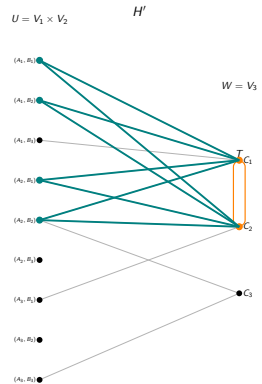 H′
U = V₁ × V₂
(A₁, B₁)
W = V₃
(A₁, B₂)
(A₁, B₃)
T
C₁
(A₂, B₁)
(A₂, B₂)
C₂
(A₂, B₃)
C₃
(A₃, B₁)
(A₃, B₂)
(A₃, B₃)